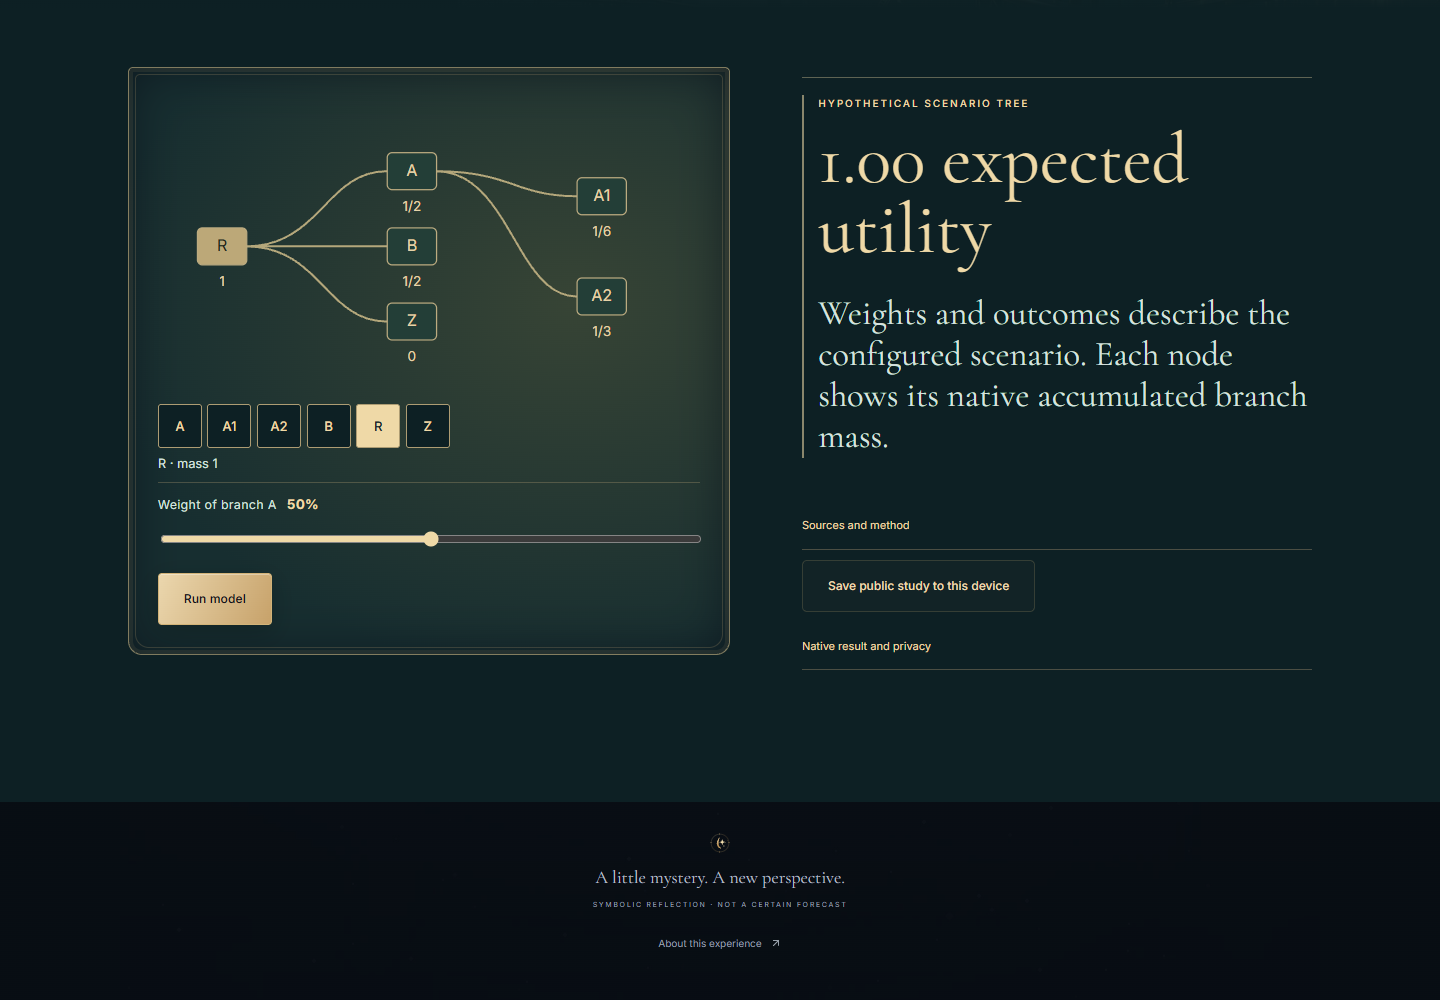 A
1/2
A1
1/6
R
1
B
1/2
A2
1/3
Z
0
A A1 A2 B R Z
R · mass 1
Weight of branch A 50%
Run model
HYPOTHETICAL SCENARIO TREE
1.00 expected
utility
Weights and outcomes describe the
configured scenario. Each node
shows its native accumulated branch
mass.
Sources and method
Save public study to this device
Native result and privacy
A little mystery. A new perspective.
SYMBOLIC REFLECTION · NOT A CERTAIN FORECAST
About this experience